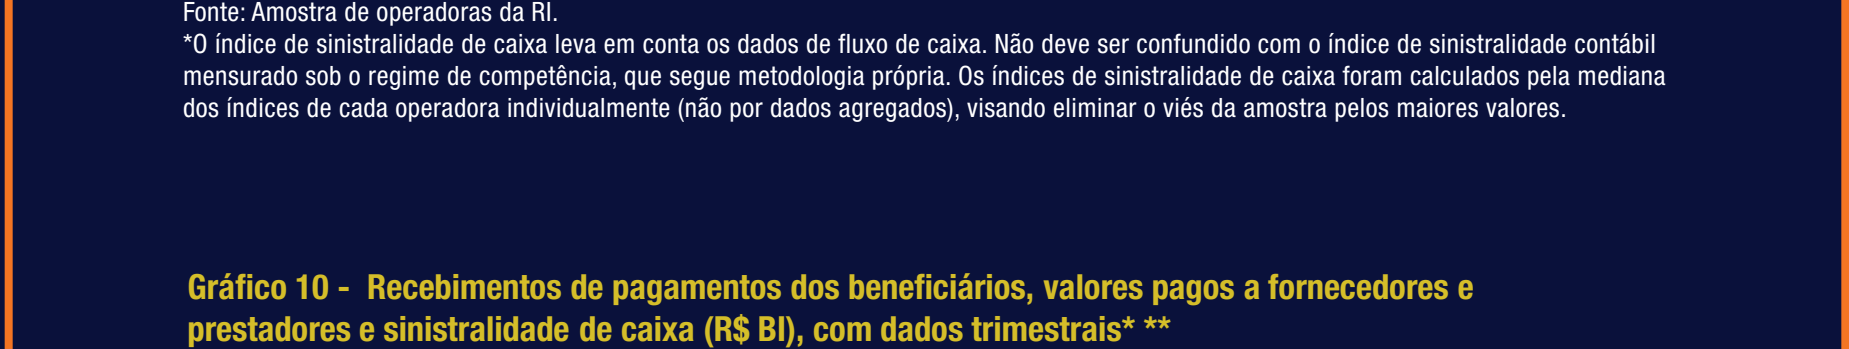 Fonte: Amostra de operadoras da RI.
*O índice de sinistralidade de caixa leva em conta os dados de fluxo de caixa. Não deve ser confundido com o índice de sinistralidade contábil
mensurado sob o regime de competência, que segue metodologia própria. Os índices de sinistralidade de caixa foram calculados pela mediana
dos índices de cada operadora individualmente (não por dados agregados), visando eliminar o viés da amostra pelos maiores valores.
Gráfico 10 - Recebimentos de pagamentos dos beneficiários, valores pagos a fornecedores e
prestadores e sinistralidade de caixa (R$ BI), com dados trimestrais* **